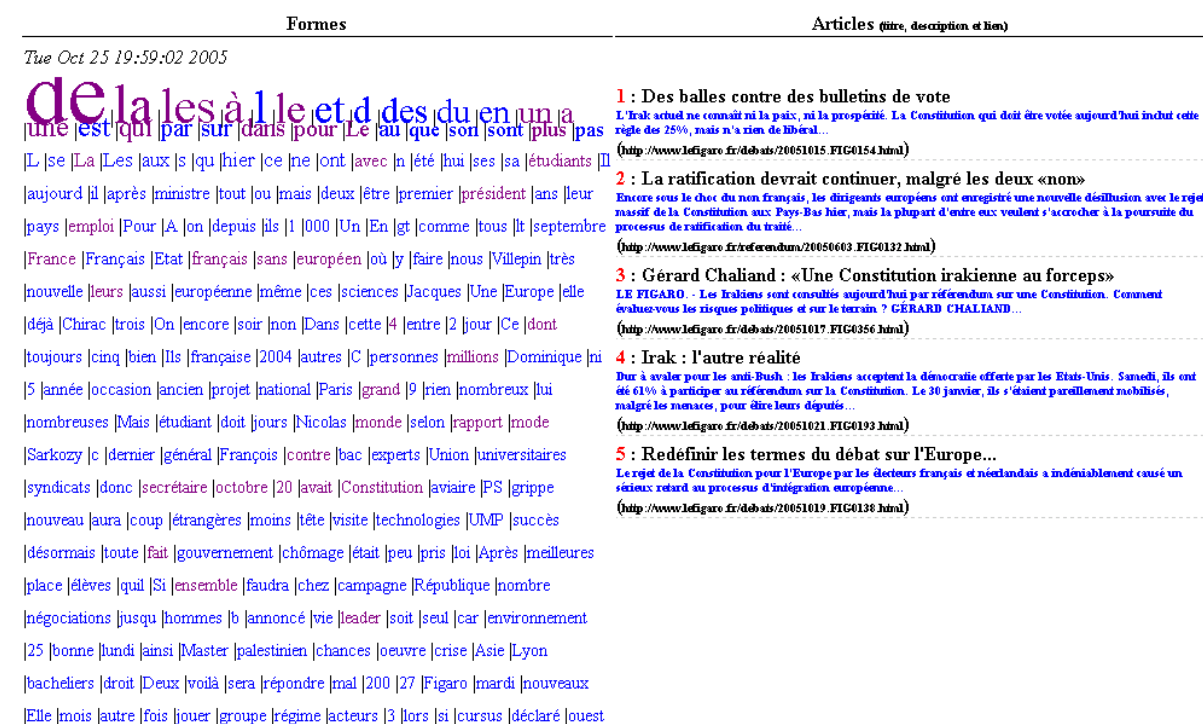 Formes
Tue Oct 25 19:59:02 2005
de |la |les |à |l |le |et |d |des |du |en |un |a
|une |est |qui |par |sur |dans |pour |Le |au |que |son |sont |plus |pas
|L |se |La |Les |aux |s |qu |hier |ce |ne |ont |avec |n |été |hui |ses |sa |étudiants |Il
|aujourd |il |après |ministre |tout |ou |mais |deux |être |premier |président |ans |leur
|pays |emploi |Pour |A |on |depuis |ils |1 |000 |Un |En |gt |comme |tous |lt |septembre
|France |Français |Etat |français |sans |européen |où |y |faire |nous |Villepin |très
|nouvelle |leurs |aussi |européenne |même |ces |sciences |Jacques |Une |Europe |elle
|déjà |Chirac |trois |On |encore |soir |non |Dans |cette |4 |entre |2 |jour |Ce |dont
|toujours |cinq |bien |Ils |française |2004 |autres |C |personnes |millions |Dominique |ni
|5 |année |occasion |ancien |projet |national |Paris |grand |9 |rien |nombreux |lui
|nombreuses |Mais |étudiant |doit |jours |Nicolas |monde |selon |rapport |mode
|Sarkozy |c |dernier |général |François |contre |bac |experts |Union |universitaires
|syndicats |donc |secrétaire |octobre |20 |avait |Constitution |aviaire |PS |grippe
|nouveau |aura |coup |étrangères |moins |tête |visite |technologies |UMP |succès
|désormais |toute |fait |gouvernement |chômage |était |peu |pris |loi |Après |meilleures
|place |élèves |quil |Si |ensemble |faudra |chez |campagne |République |nombre
|négociations |jusqu |hommes |b |annoncé |vie |leader |soit |seul |car |environnement
|25 |bonne |lundi |ainsi |Master |palestinien |chances |oeuvre |crise |Asie |Lyon
|bacheliers |droit |Deux |voilà |sera |répondre |mal |200 |27 |Figaro |mardi |nouveaux
|Elle |mois |autre |fois |jouer |groupe |régime |acteurs |3 |lors |si |cursus |déclaré |ouest
Articles (titre, description et lien)
1 : Des balles contre des bulletins de vote
L'Irak actuel ne connaît ni la paix, ni la prospérité. La Constitution qui doit être votée aujourd'hui inclut cette
règle des 25%, mais n'a rien de libéral...
(http://www.lefigaro.fr/debats/20051015.FIG0154.html)
2 : La ratification devrait continuer, malgré les deux «non»
Encore sous le choc du non français, les dirigeants européens ont enregistré une nouvelle désillusion avec le rejet
massif de la Constitution aux Pays-Bas hier, mais la plupart d'entre eux veulent s'accrocher à la poursuite du
processus de ratification du traité...
(http://www.lefigaro.fr/referendum/20050603.FIG0132.html)
3 : Gérard Chaliand : «Une Constitution irakienne au forceps»
LE FIGARO. - Les Irakiens sont consultés aujourd'hui par référendum sur une Constitution. Comment
évaluez-vous les risques politiques et sur le terrain ? GÉRARD CHALIAND...
(http://www.lefigaro.fr/debats/20051017.FIG0356.html)
4 : Irak : l'autre réalité
Dur à avaler pour les anti-Bush : les Irakiens acceptent la démocratie offerte par les Etats-Unis. Samedi, ils ont
été 61% à participer au référendum sur la Constitution. Le 30 janvier, ils s'étaient pareillement mobilisés,
malgré les menaces, pour élire leurs députés...
(http://www.lefigaro.fr/debats/20051021.FIG0193.html)
5 : Redéfinir les termes du débat sur l'Europe...
Le rejet de la Constitution pour l'Europe par les électeurs français et néerlandais a indéniablement causé un
sérieux retard au processus d'intégration européenne...
(http://www.lefigaro.fr/debats/20051019.FIG0138.html)